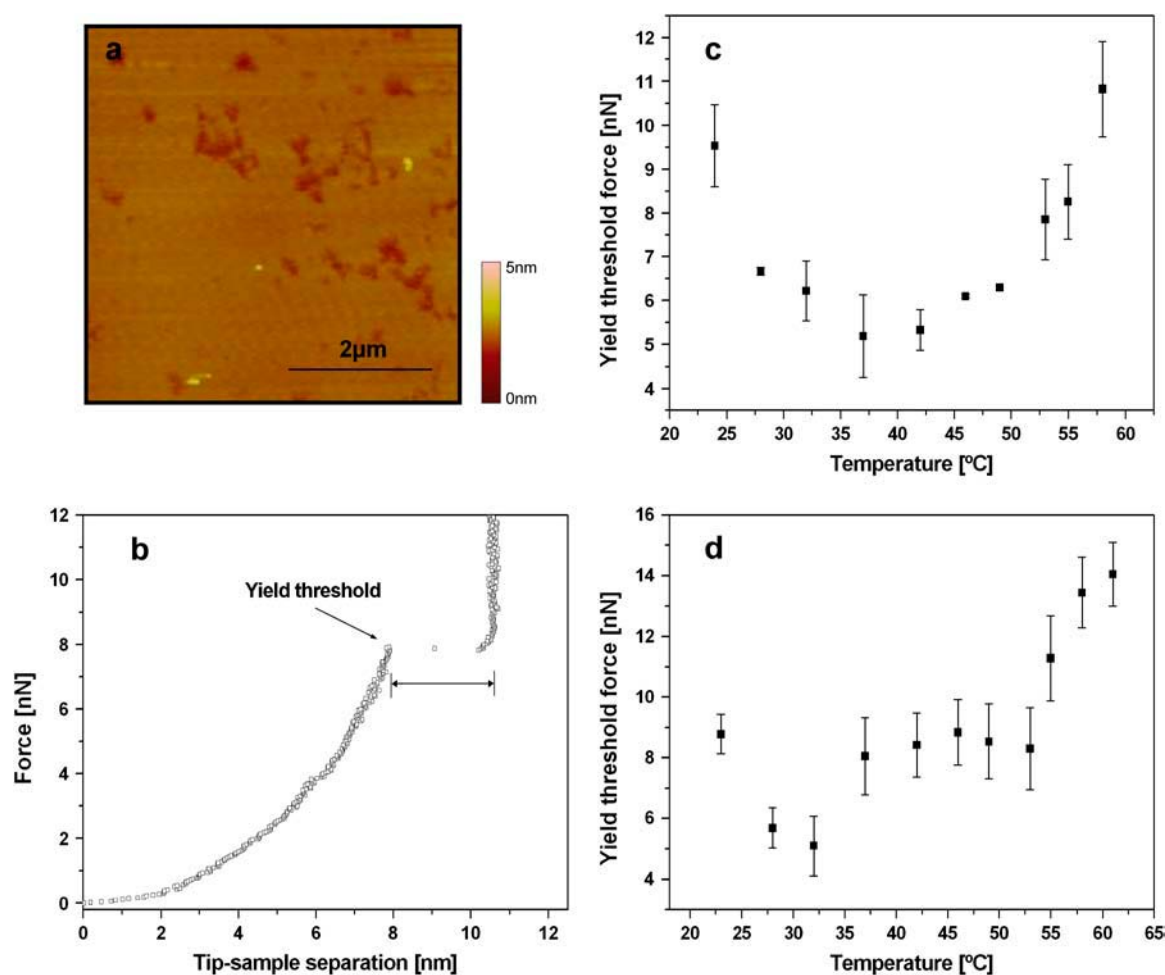 a
5nm
0nm
2µm
b
Force [nN]
12
10
8
6
4
2
0
Yield threshold
0 2 4 6 8 10 12
Tip-sample separation [nm]
c
Yield threshold force [nN]
12
11
10
9
8
7
6
5
4
20 25 30 35 40 45 50 55 60
Temperature [ºC]
d
Yield threshold force [nN]
16
14
12
10
8
6
4
20 25 30 35 40 45 50 55 60 65
Temperature [ºC]